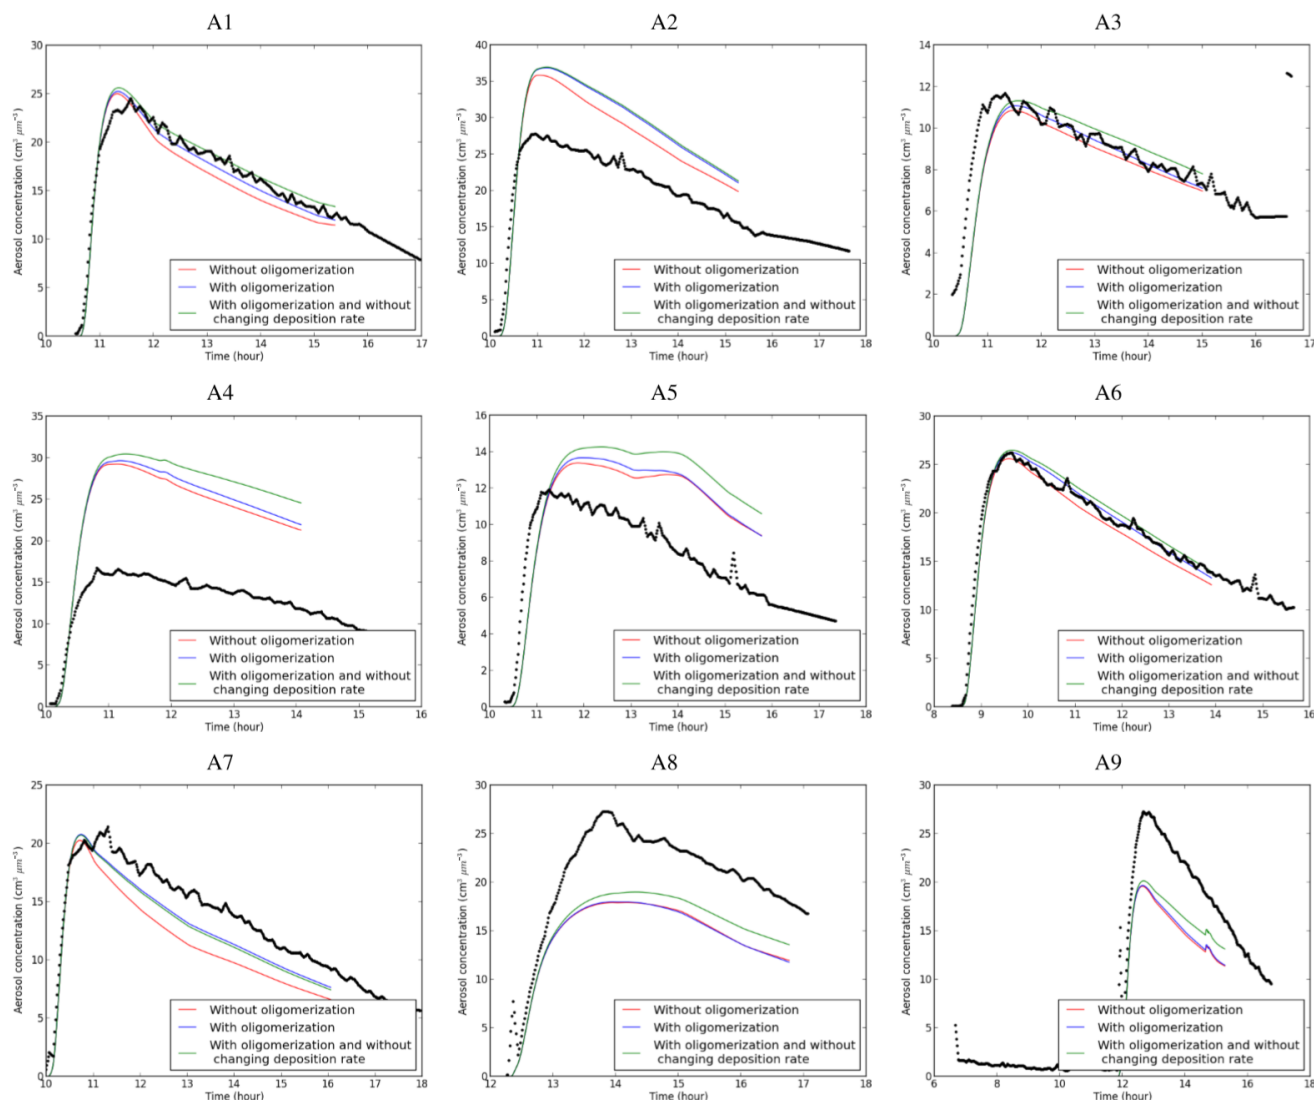 A1
30
25
20
15
10
5
0
Aerosol concentration (cm³ μm⁻³)
Without oligomerization
With oligomerization
With oligomerization and without
changing deposition rate
10 11 12 13 14 15 16 17
Time (hour)
A2
40
35
30
25
20
15
10
5
0
Aerosol concentration (cm³ μm⁻³)
Without oligomerization
With oligomerization
With oligomerization and without
changing deposition rate
10 11 12 13 14 15 16 17 18
Time (hour)
A3
14
12
10
8
6
4
2
0
Aerosol concentration (cm³ μm⁻³)
Without oligomerization
With oligomerization
With oligomerization and without
changing deposition rate
10 11 12 13 14 15 16 17
Time (hour)
A4
35
30
25
20
15
10
5
0
Aerosol concentration (cm³ μm⁻³)
Without oligomerization
With oligomerization
With oligomerization and without
changing deposition rate
10 11 12 13 14 15 16
Time (hour)
A5
16
14
12
10
8
6
4
2
0
Aerosol concentration (cm³ μm⁻³)
Without oligomerization
With oligomerization
With oligomerization and without
changing deposition rate
10 11 12 13 14 15 16 17 18
Time (hour)
A6
30
25
20
15
10
5
0
Aerosol concentration (cm³ μm⁻³)
Without oligomerization
With oligomerization
With oligomerization and without
changing deposition rate
8 9 10 11 12 13 14 15 16
Time (hour)
A7
25
20
15
10
5
0
Aerosol concentration (cm³ μm⁻³)
Without oligomerization
With oligomerization
With oligomerization and without
changing deposition rate
10 11 12 13 14 15 16 17 18
Time (hour)
A8
30
25
20
15
10
5
0
Aerosol concentration (cm³ μm⁻³)
Without oligomerization
With oligomerization
With oligomerization and without
changing deposition rate
12 13 14 15 16 17 18
Time (hour)
A9
30
25
20
15
10
5
0
Aerosol concentration (cm³ μm⁻³)
Without oligomerization
With oligomerization
With oligomerization and without
changing deposition rate
6 8 10 12 14 16 18
Time (hour)